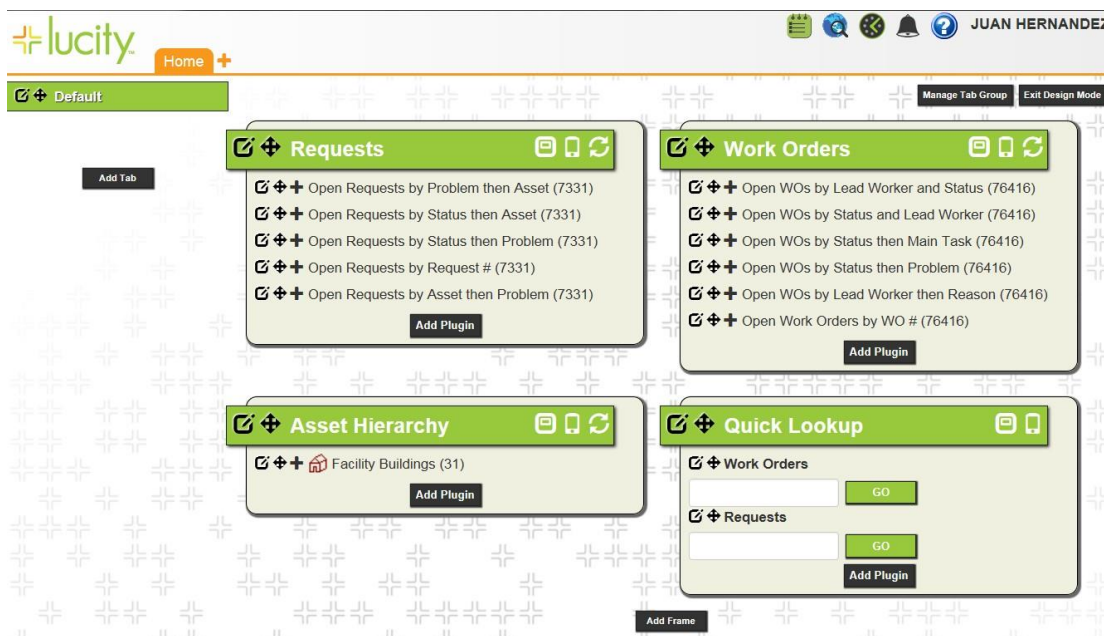 lucity
JUAN HERNANDEZ
Home
Default
Manage Tab Group
Exit Design Mode
Add Tab
Requests
Open Requests by Problem then Asset (7331)
Open Requests by Status then Asset (7331)
Open Requests by Status then Problem (7331)
Open Requests by Request # (7331)
Open Requests by Asset then Problem (7331)
Add Plugin
Work Orders
Open WOs by Lead Worker and Status (76416)
Open WOs by Status and Lead Worker (76416)
Open WOs by Status then Main Task (76416)
Open WOs by Status then Problem (76416)
Open WOs by Lead Worker then Reason (76416)
Open Work Orders by WO # (76416)
Add Plugin
Asset Hierarchy
Facility Buildings (31)
Add Plugin
Quick Lookup
Work Orders
GO
Requests
GO
Add Plugin
Add Frame